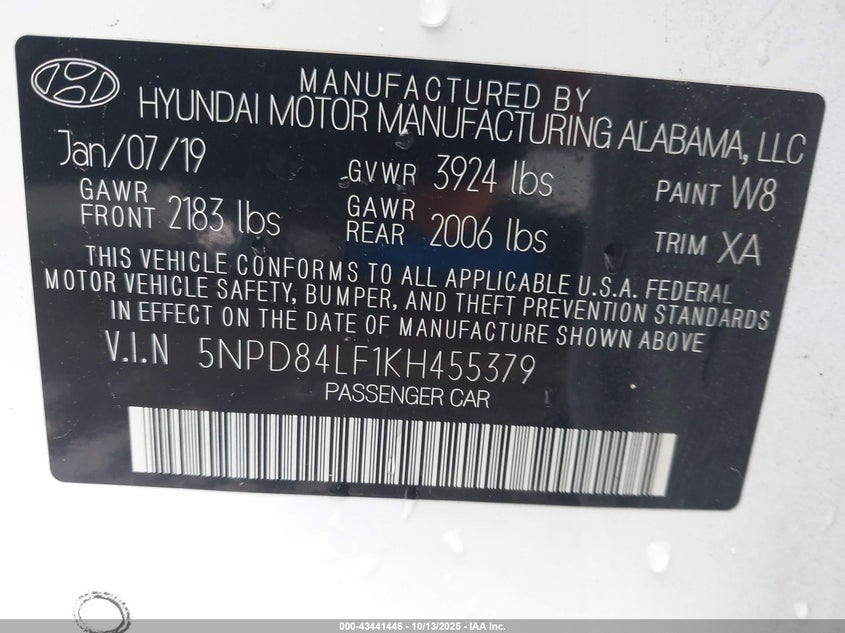 MANUFACTURED BY
HYUNDAI MOTOR MANUFACTURING ALABAMA, LLC
Jan/07/19 GVWR 3924 lbs PAINT W8
GAWR FRONT 2183 lbs GAWR REAR 2006 lbs TRIM XA
THIS VEHICLE CONFORMS TO ALL APPLICABLE U.S.A. FEDERAL
MOTOR VEHICLE SAFETY, BUMPER, AND THEFT PREVENTION STANDARDS
IN EFFECT ON THE DATE OF MANUFACTURE SHOWN ABOVE
V.I.N 5NPD84LF1KH455379
PASSENGER CAR
000-43441446 - 10/13/2025 - IAA Inc.